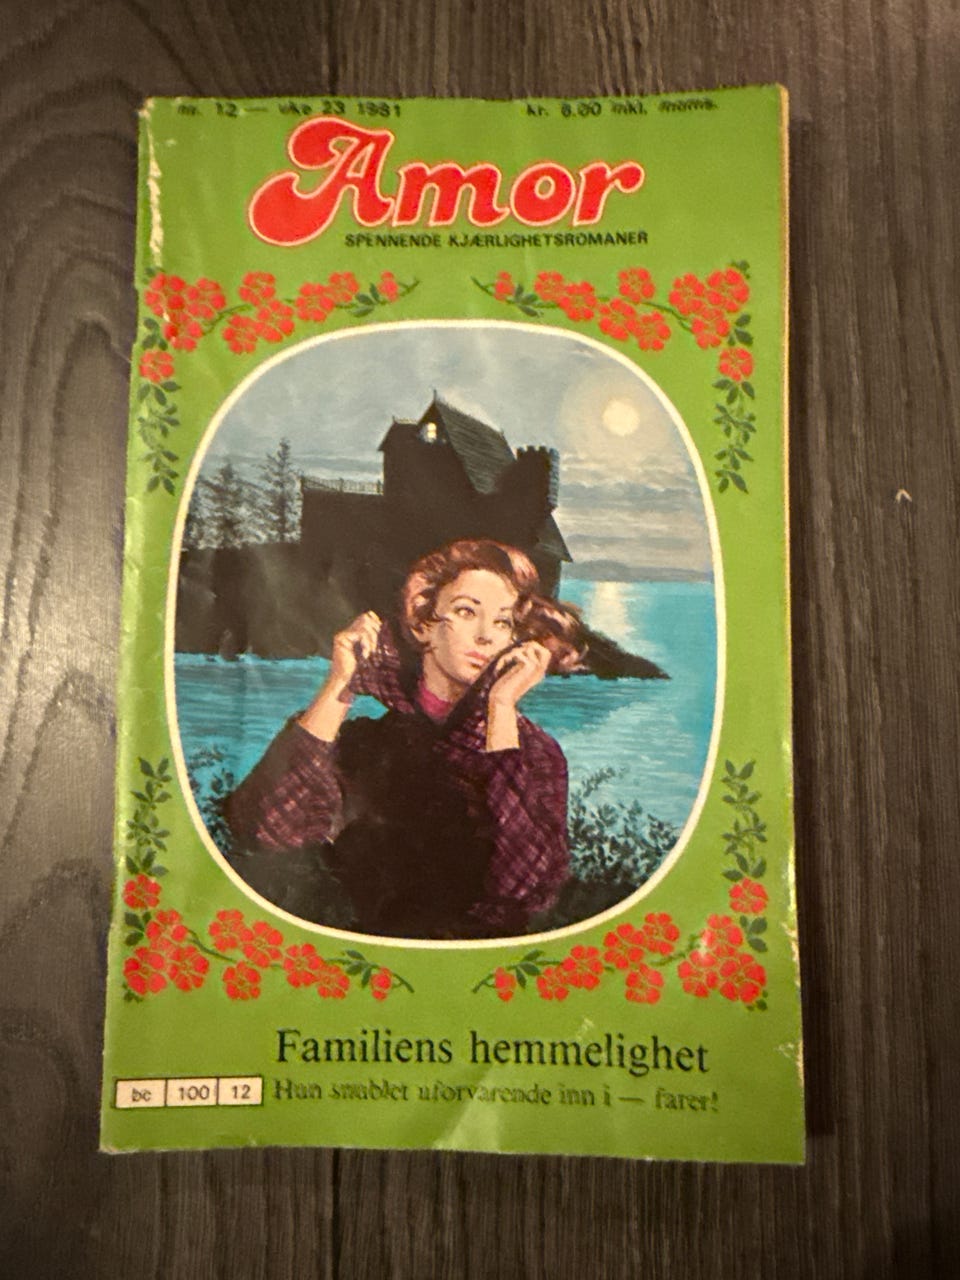 nr. 12 — uke 23 1981 kr. 6.00 inkl. moms.
Amor
SPENNENDE KJÆRLIGHETSROMANER
Familiens hemmelighet
bc 100 12 Hun snublet uforvarende inn i — farer!